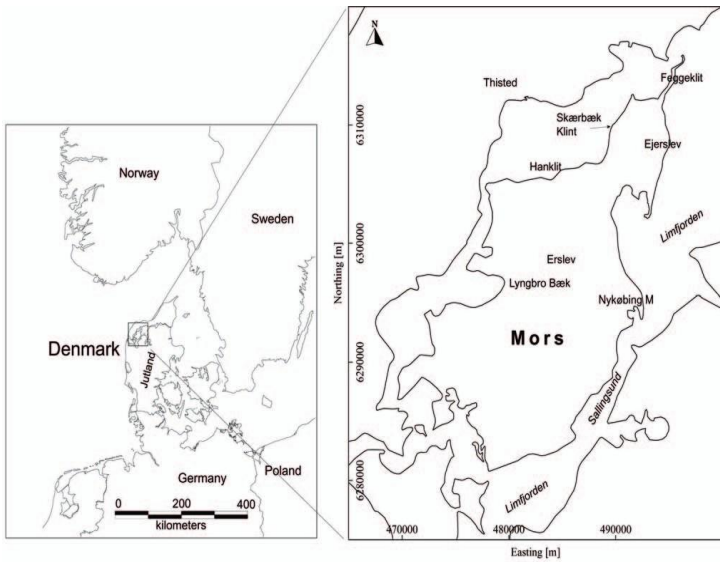 Norway
Sweden
Denmark
Jutland
Germany
Poland
0 200 400
kilometers
N
Thisted
Feggeklit
Skærbæk
Klint
Ejerslev
Hanklit
Limfjorden
Erslev
Lyngbro Bæk
Nykøbing M
Mors
Sallingsund
Limfjorden
Northing [m]
6310000
6300000
6290000
6280000
470000 480000 490000
Easting [m]